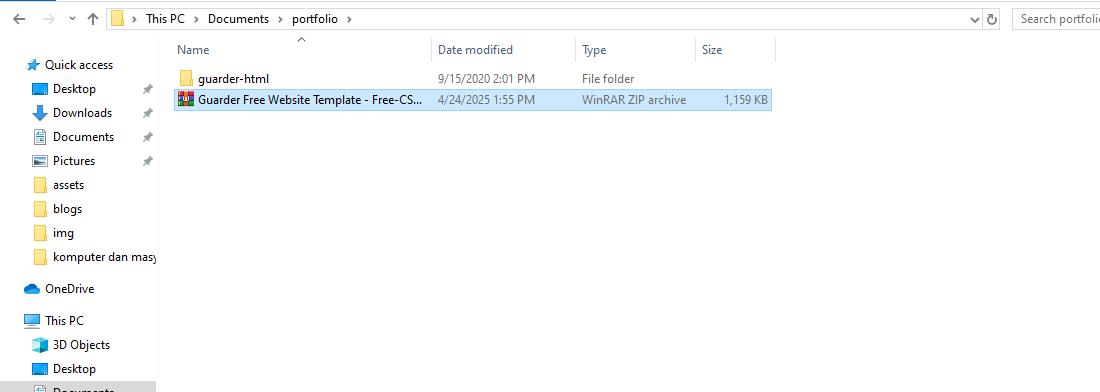 This PC > Documents > portfolio >
Search portfolio
Name Date modified Type Size
Quick access
Desktop
Downloads
Documents
Pictures
assets
blogs
img
komputer dan masy
OneDrive
This PC
3D Objects
Desktop
Documents
guarder-html 9/15/2020 2:01 PM File folder
Guarder Free Website Template - Free-CS... 4/24/2025 1:55 PM WinRAR ZIP archive 1,159 KB